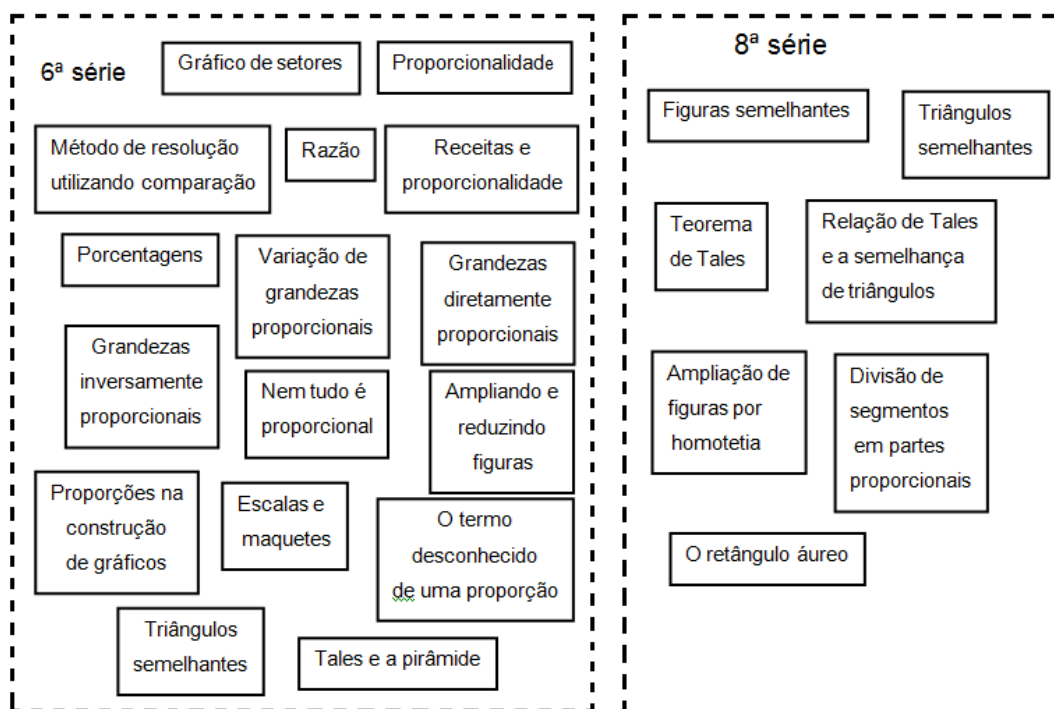 6ª série
Gráfico de setores
Proporcionalidade
Método de resolução
utilizando comparação
Razão
Receitas e
proporcionalidade
Porcentagens
Variação de
grandezas
proporcionais
Grandezas
diretamente
proporcionais
Grandezas
inversamente
proporcionais
Nem tudo é
proporcional
Ampliando e
reduzindo
figuras
Proporções na
construção
de gráficos
Escalas e
maquetes
O termo
desconhecido
de uma proporção
Triângulos
semelhantes
Tales e a pirâmide
8ª série
Figuras semelhantes
Triângulos
semelhantes
Teorema
de Tales
Relação de Tales
e a semelhança
de triângulos
Ampliação de
figuras por
homotetia
Divisão de
segmentos
em partes
proporcionais
O retângulo áureo